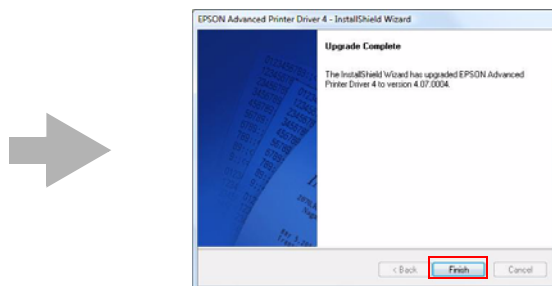 EPSON Advanced Printer Driver 4 - InstallShield Wizard
Upgrade Complete
The InstallShield Wizard has upgraded EPSON Advanced
Printer Driver 4 to version 4.07.0004.
< Back Finish Cancel